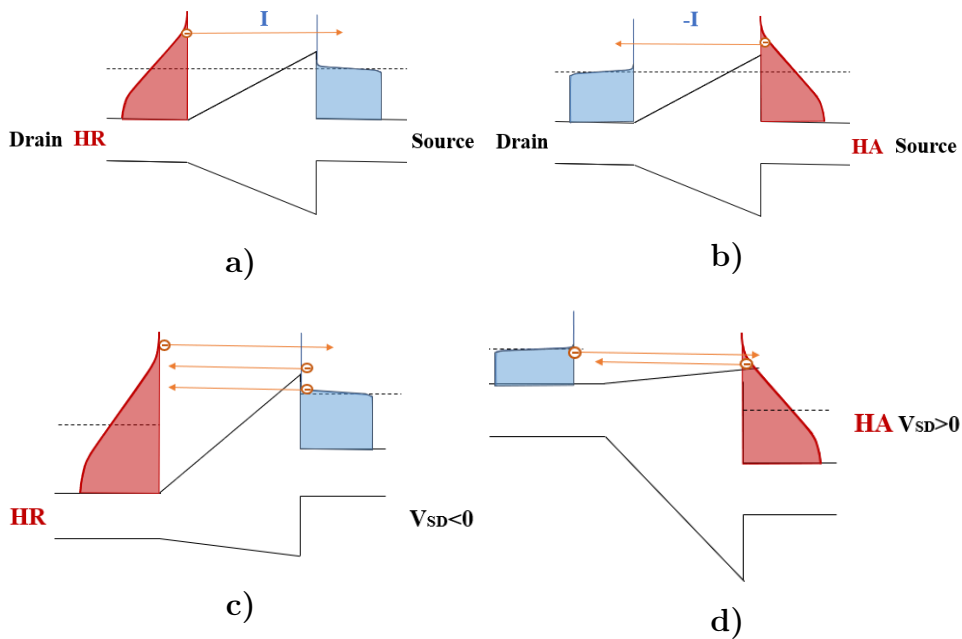 I
-I
Drain HR
Source
Drain
HA Source
a)
b)
HR
VSD<0
HA VSD>0
c)
d)